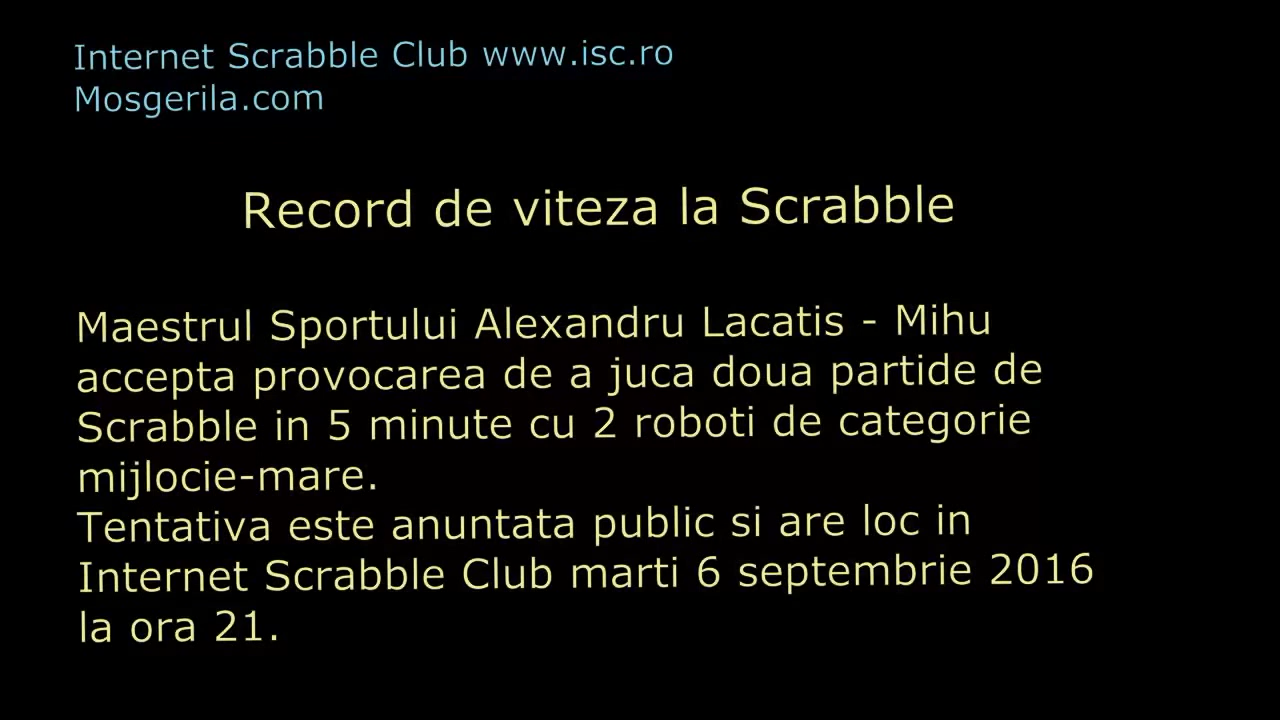 Internet Scrabble Club www.isc.ro
Mosgerila.com
Record de viteza la Scrabble
Maestrul Sportului Alexandru Lacatis - Mihu
accepta provocarea de a juca doua partide de
Scrabble in 5 minute cu 2 roboti de categorie
mijlocie-mare.
Tentativa este anuntata public si are loc in
Internet Scrabble Club marti 6 septembrie 2016
la ora 21.